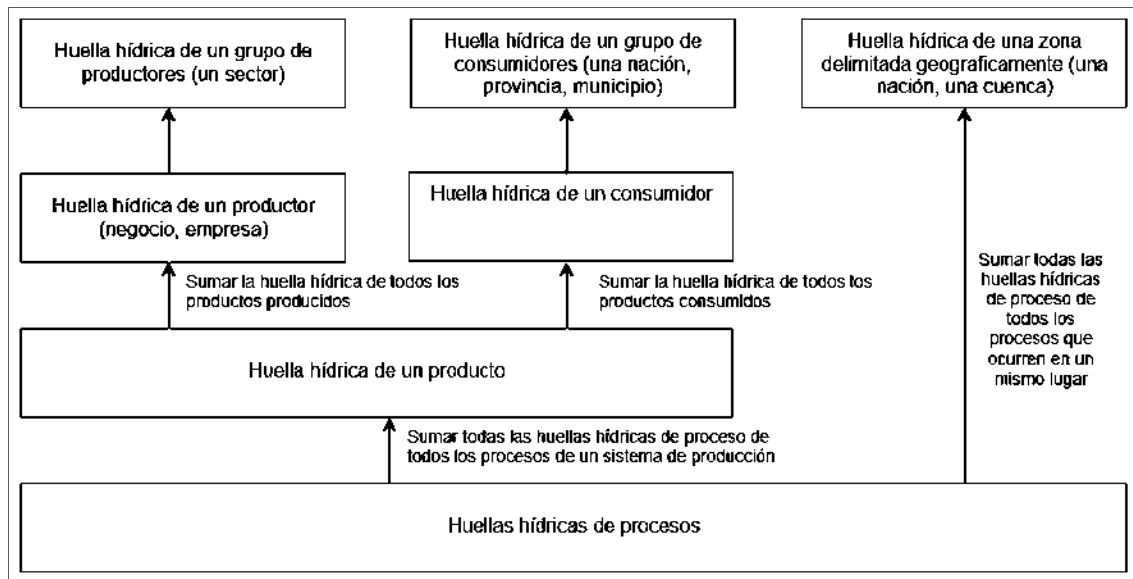 Huella hídrica de un grupo de
productores (un sector)
Huella hídrica de un grupo de
consumidores (una nación,
provincia, municipio)
Huella hídrica de una zona
delimitada geograficamente (una
nación, una cuenca)
Huella hídrica de un productor
(negocio, empresa)
Huella hídrica de un consumidor
Sumar la huella hídrica de todos los
productos producidos
Sumar la huella hídrica de todos los
productos consumidos
Sumar todas las
huellas hídricas
de proceso de
todos los
procesos que
ocurren en un
mismo lugar
Huella hídrica de un producto
Sumar todas las huellas hídricas de proceso de
todos los procesos de un sistema de producción
Huellas hídricas de procesos